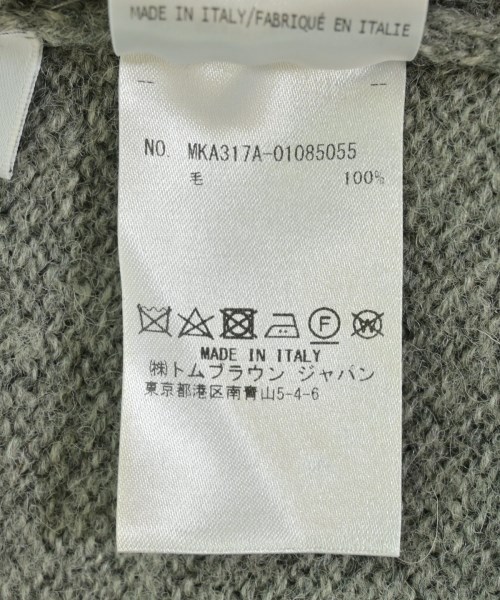 MADE IN ITALY/FABRIQUÉ EN ITALIE
NO. MKA317A-01085055
毛 100%
F W
MADE IN ITALY
㈱トムブラウン ジャパン
東京都港区南青山5-4-6